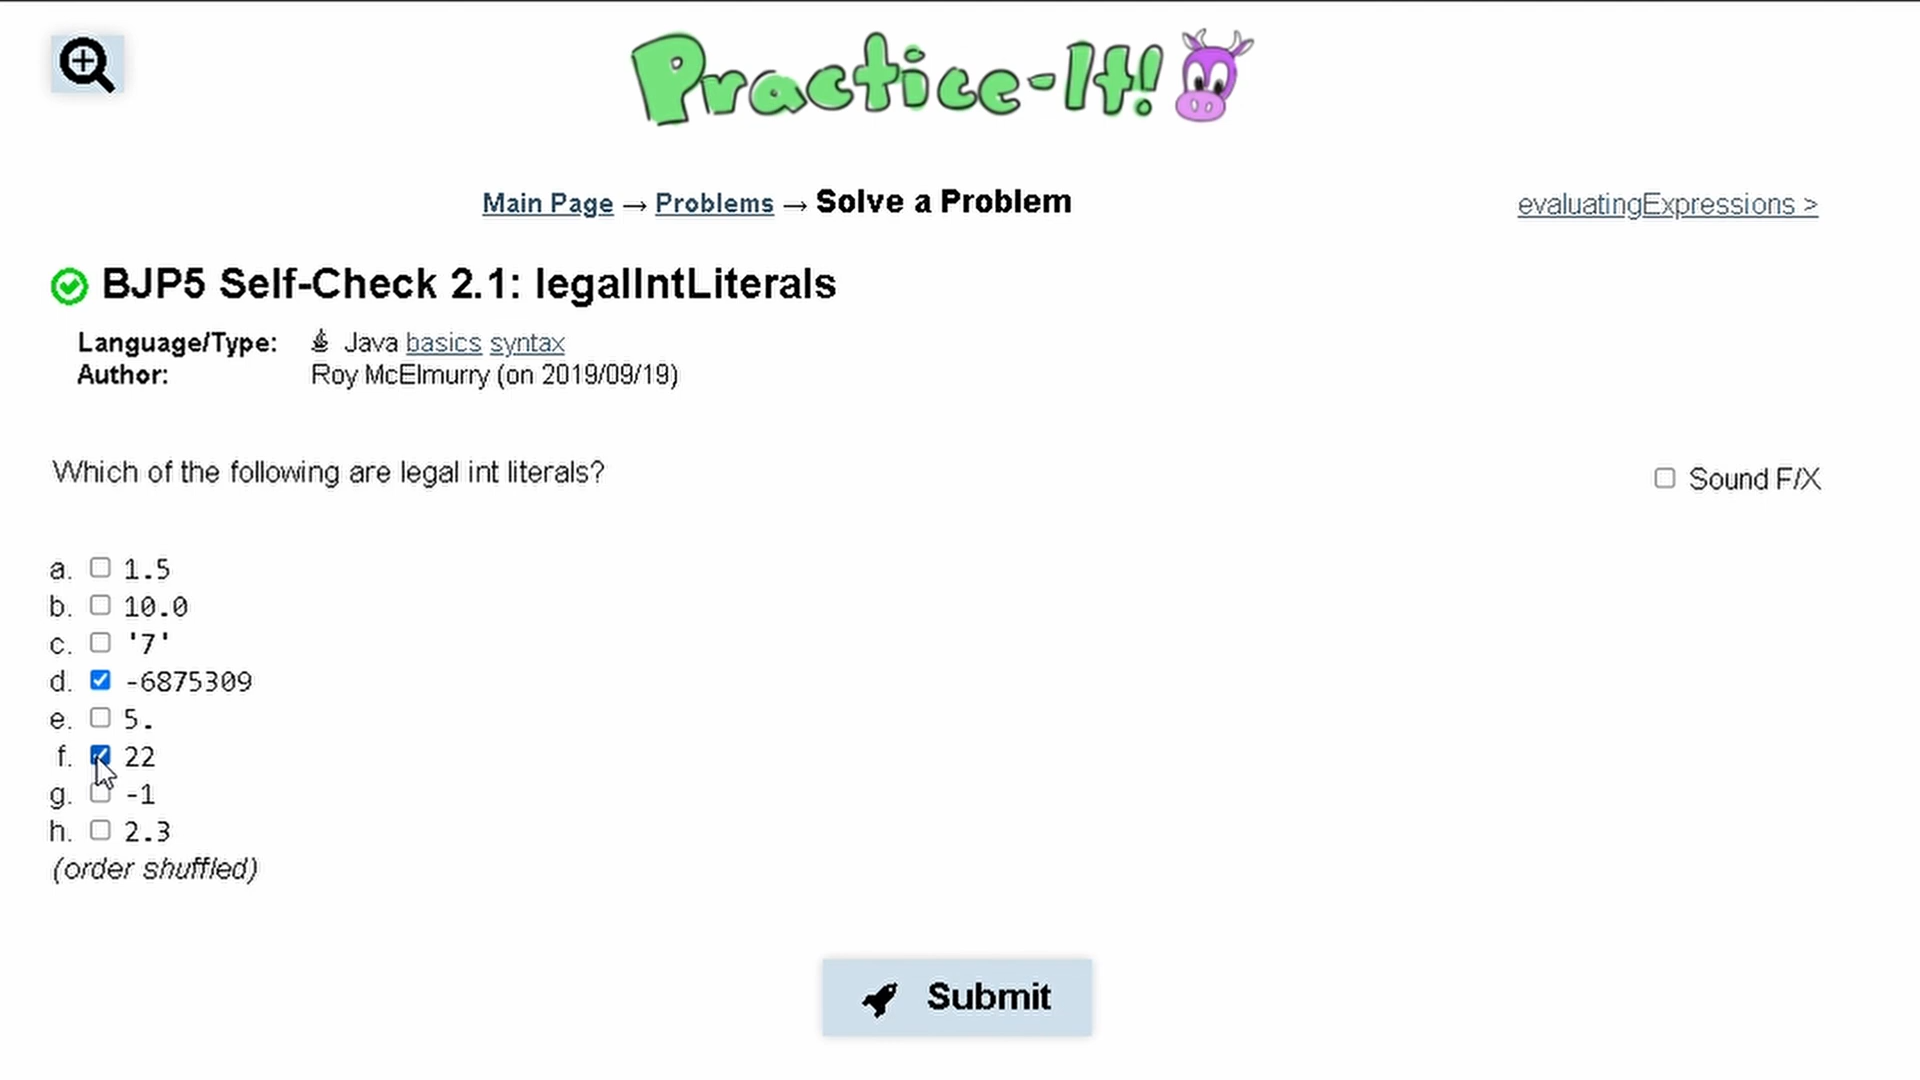 Practice-It!
Main Page → Problems → Solve a Problem
evaluatingExpressions >
BJP5 Self-Check 2.1: legalIntLiterals
Language/Type: Java basics syntax
Author: Roy McElmurry (on 2019/09/19)
Which of the following are legal int literals?
Sound F/X
a. 1.5
b. 10.0
c. '7'
d. -6875309
e. 5.
f. 22
g. -1
h. 2.3
(order shuffled)
Submit